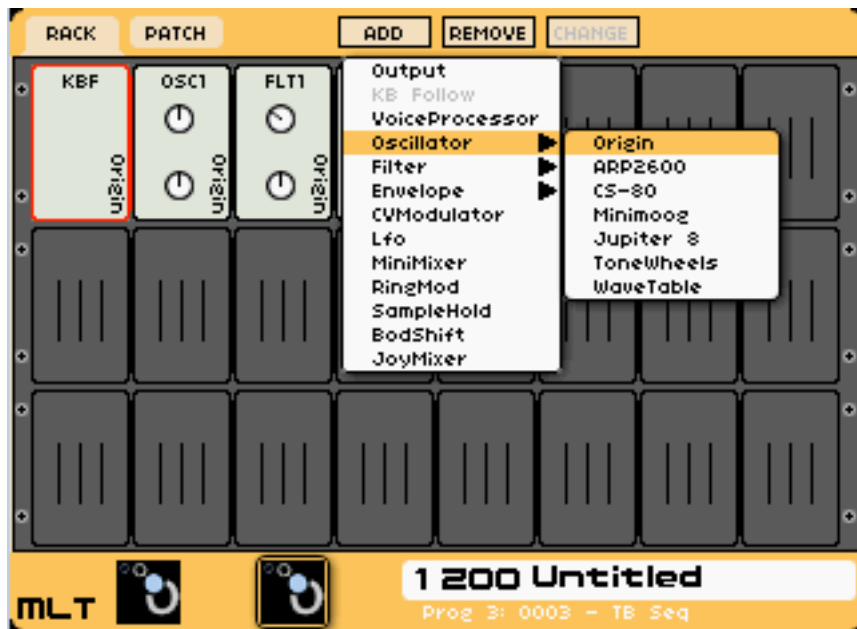 RACK PATCH ADD REMOVE CHANGE
KBF OSC1 FLT1
Origin Origin Origin
Output
KB Follow
VoiceProcessor
Oscillator
Filter
Envelope
CVModulator
Lfo
MiniMixer
RingMod
SampleHold
BodShift
JoyMixer
Origin
ARP2600
CS-80
Minimoog
Jupiter 8
ToneWheels
WaveTable
MLT
1 200 Untitled
Prog 3: 0003 - TB Seq